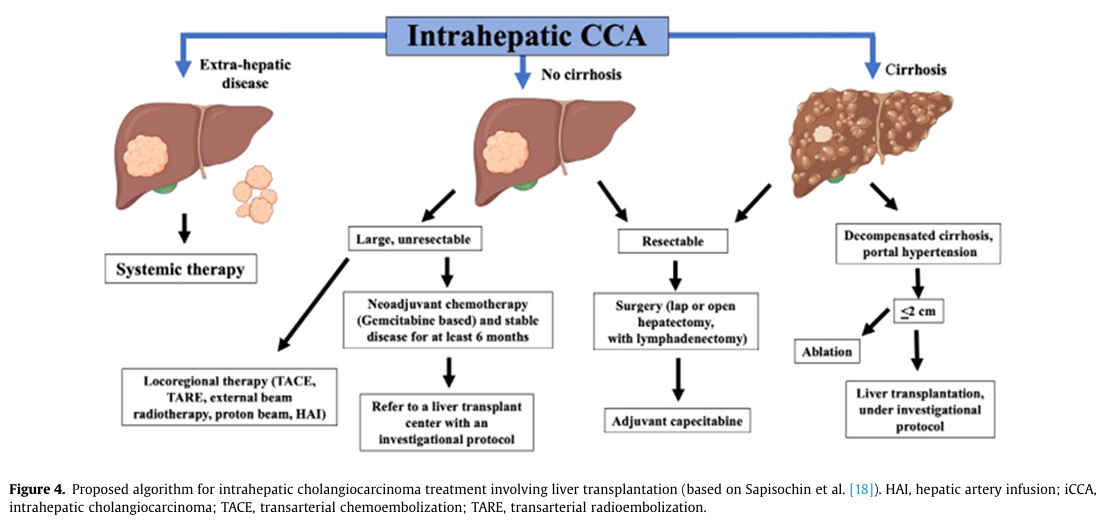 Intrahepatic CCA
Extra-hepatic
disease
No cirrhosis
Cirrhosis
Systemic therapy
Large, unresectable
Resectable
Decompensated cirrhosis,
portal hypertension
Neoadjuvant chemotherapy
(Gemcitabine based) and stable
disease for at least 6 months
Surgery (lap or open
hepatectomy,
with lymphadenectomy)
≤2 cm
Ablation
Locoregional therapy (TACE,
TARE, external beam
radiotherapy, proton beam, HAI)
Refer to a liver transplant
center with an
investigational protocol
Adjuvant capecitabine
Liver transplantation,
under investigational
protocol
Figure 4. Proposed algorithm for intrahepatic cholangiocarcinoma treatment involving liver transplantation (based on Sapisochin et al. [18]). HAI, hepatic artery infusion; iCCA,
intrahepatic cholangiocarcinoma; TACE, transarterial chemoembolization; TARE, transarterial radioembolization.